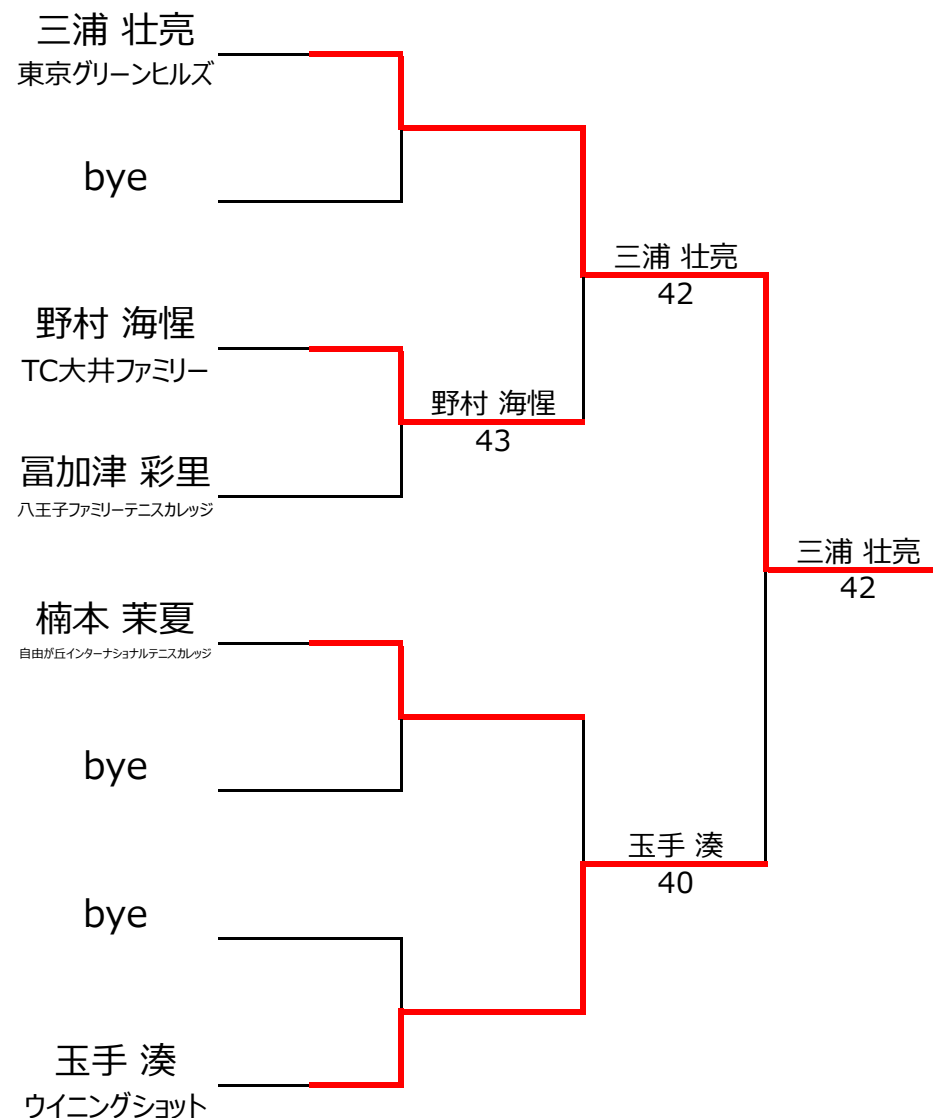 三浦 壮亮
東京グリーンヒルズ
bye
三浦 壮亮
42
野村 海惺
TC大井ファミリー
野村 海惺
43
冨加津 彩里
八王子ファミリーテニスカレッジ
三浦 壮亮
42
楠本 茉夏
自由が丘インターナショナルテニスカレッジ
bye
玉手 湊
40
bye
玉手 湊
ウイニングショット